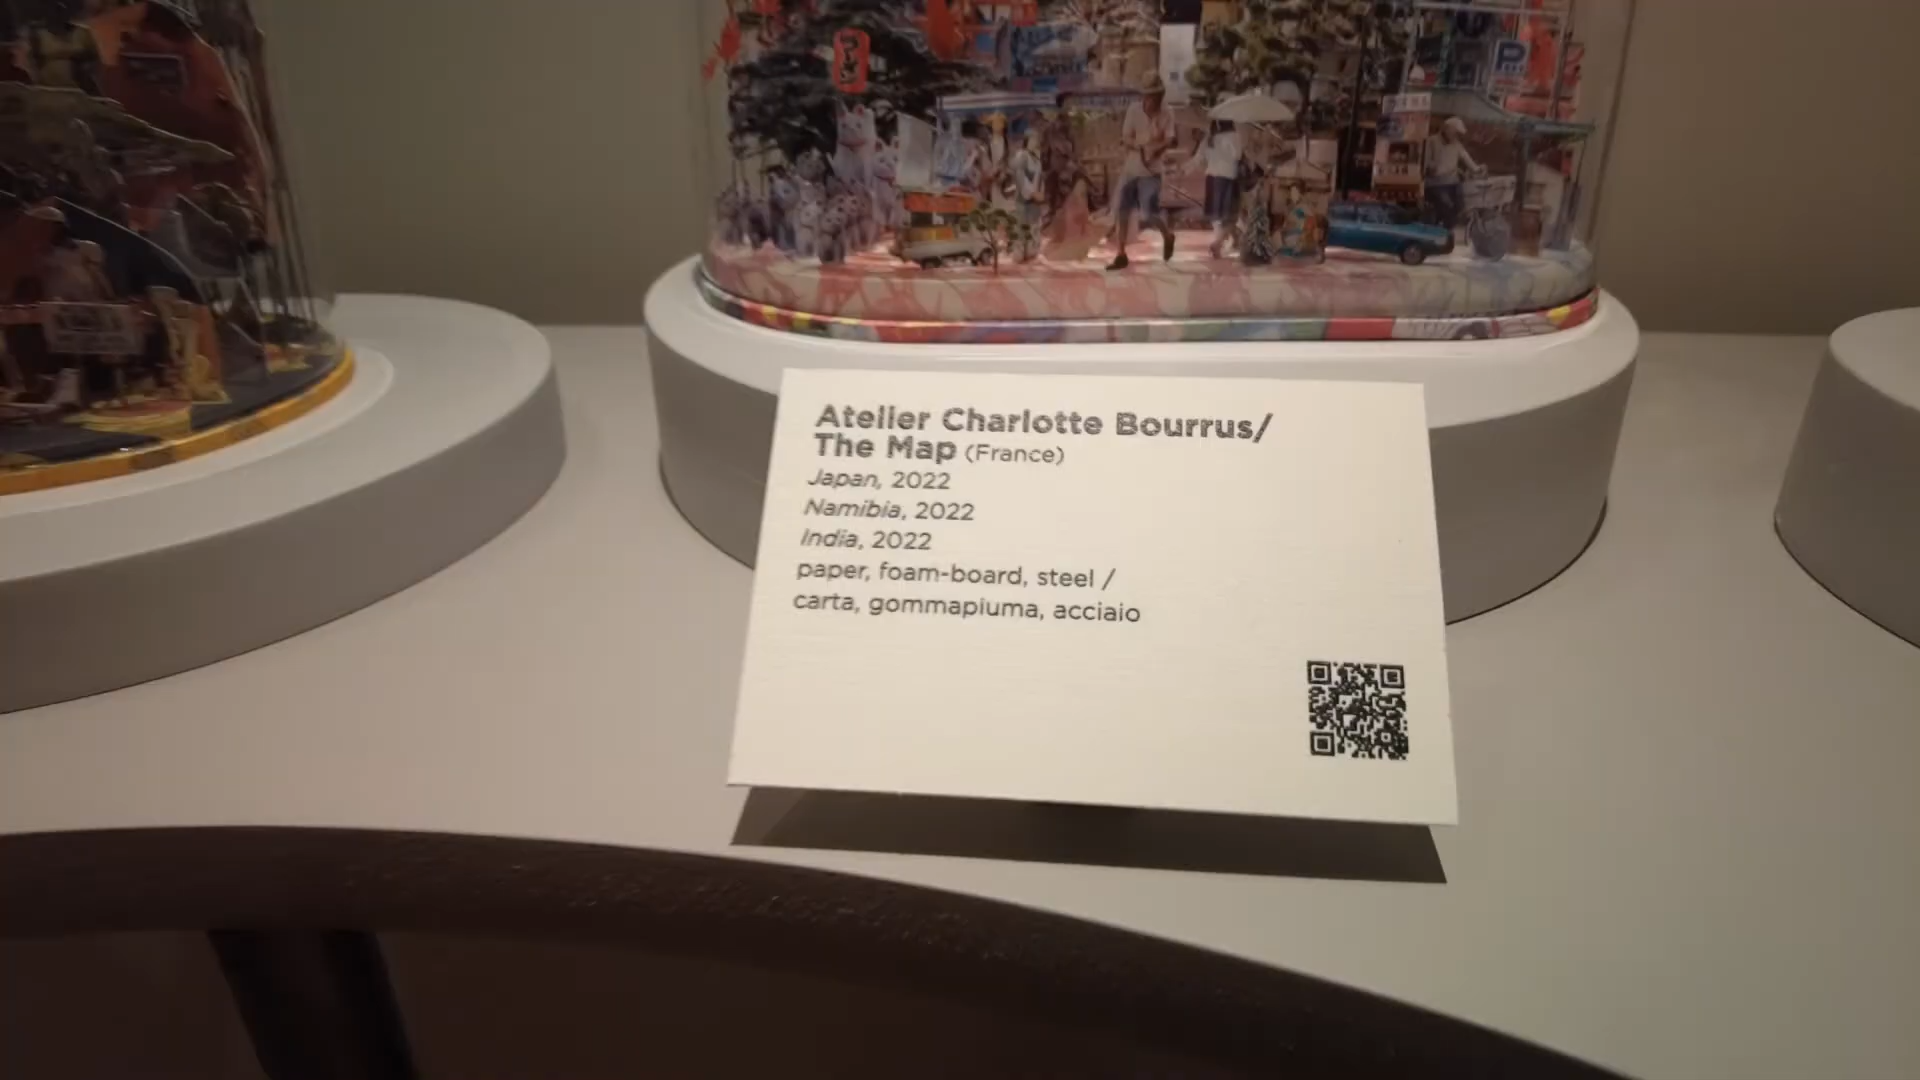 Atelier Charlotte Bourrus/
The Map (France)
Japan, 2022
Namibia, 2022
India, 2022
paper, foam-board, steel /
carta, gommapiuma, acciaio
P